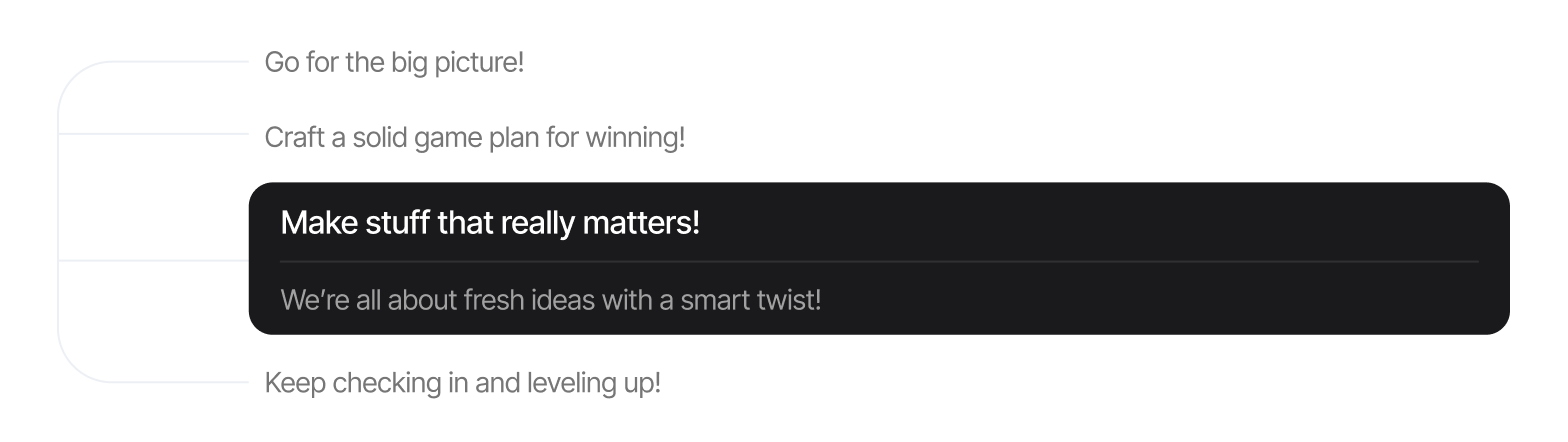 Go for the big picture!
Craft a solid game plan for winning!
Make stuff that really matters!
We’re all about fresh ideas with a smart twist!
Keep checking in and leveling up!